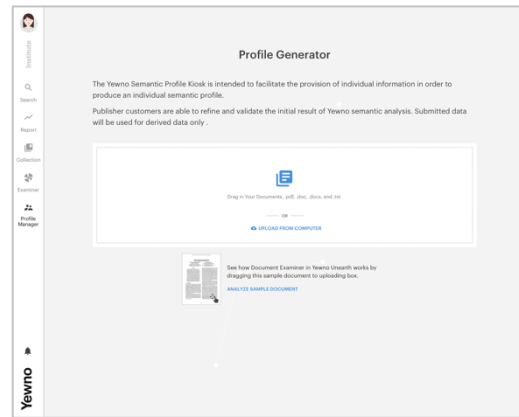 Institute
Search
Report
Collection
Examiner
Profile
Manager
Yewno
Profile Generator
The Yewno Semantic Profile Kiosk is intended to facilitate the provision of individual information in order to
produce an individual semantic profile.
Publisher customers are able to refine and validate the initial result of Yewno semantic analysis. Submitted data
will be used for derived data only .
Drag in Your Documents, .pdf, .doc, .docx, and .txt.
OR
UPLOAD FROM COMPUTER
See how Document Examiner in Yewno Unearth works by
dragging this sample document to uploading box.
ANALYZE SAMPLE DOCUMENT